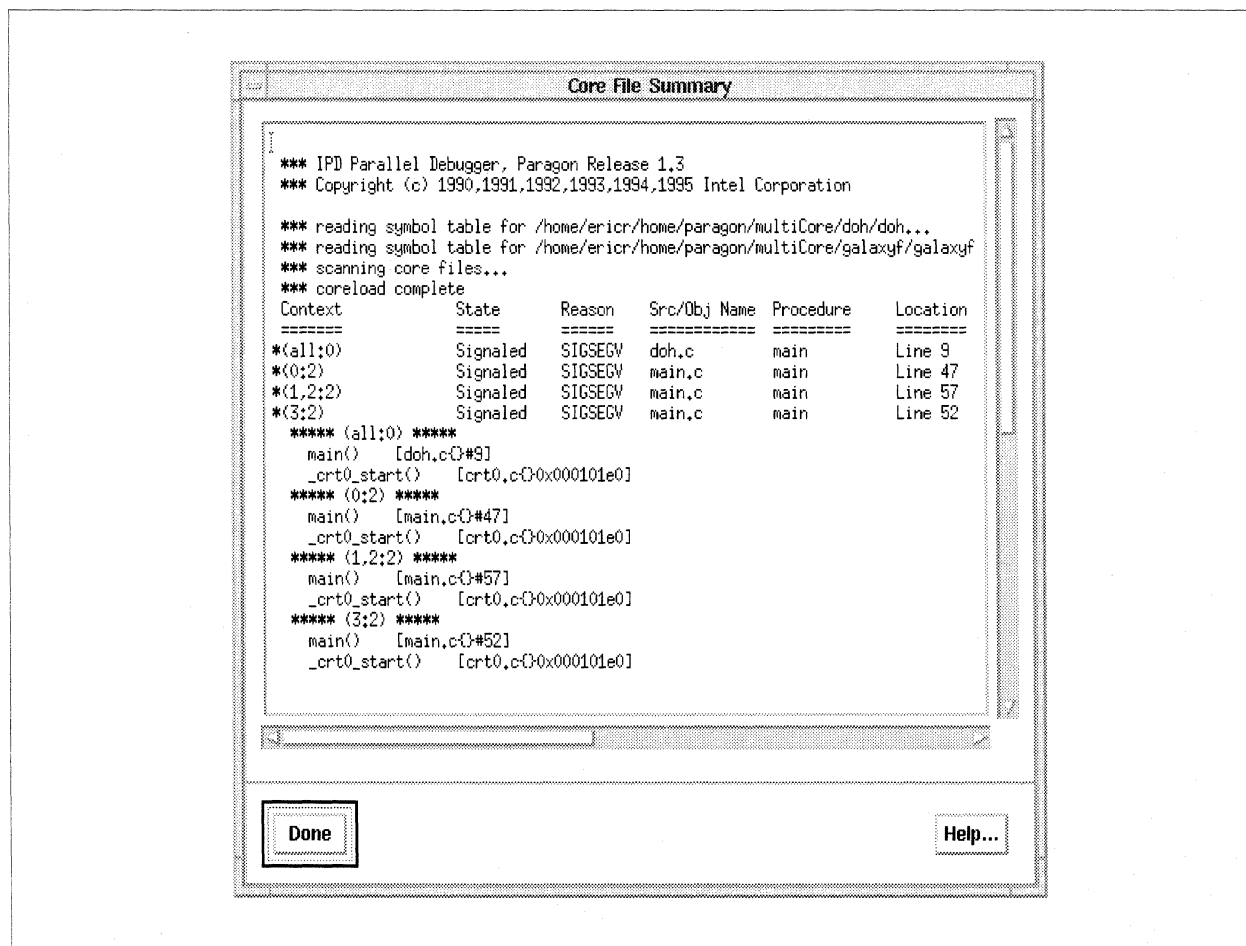 Core File Summary
*** IPD Parallel Debugger, Paragon Release 1.3
*** Copyright (c) 1990,1991,1992,1993,1994,1995 Intel Corporation
*** reading symbol table for /home/ericr/home/paragon/multiCore/doh/doh...
*** reading symbol table for /home/ericr/home/paragon/multiCore/galaxyf/galaxyf
*** scanning core files...
*** coreload complete
Context State Reason Src/Obj Name Procedure Location
======= ===== ====== ============ ========= ========
*(all:0) Signaled SIGSEGV doh.c main Line 9
*(0:2) Signaled SIGSEGV main.c main Line 47
*(1,2:2) Signaled SIGSEGV main.c main Line 57
*(3:2) Signaled SIGSEGV main.c main Line 52
***** (all:0) *****
main() [doh.c{}#9]
_crt0_start() [crt0.c{}0x000101e0]
***** (0:2) *****
main() [main.c{}#47]
_crt0_start() [crt0.c{}0x000101e0]
***** (1,2:2) *****
main() [main.c{}#57]
_crt0_start() [crt0.c{}0x000101e0]
***** (3:2) *****
main() [main.c{}#52]
_crt0_start() [crt0.c{}0x000101e0]
Done
Help...